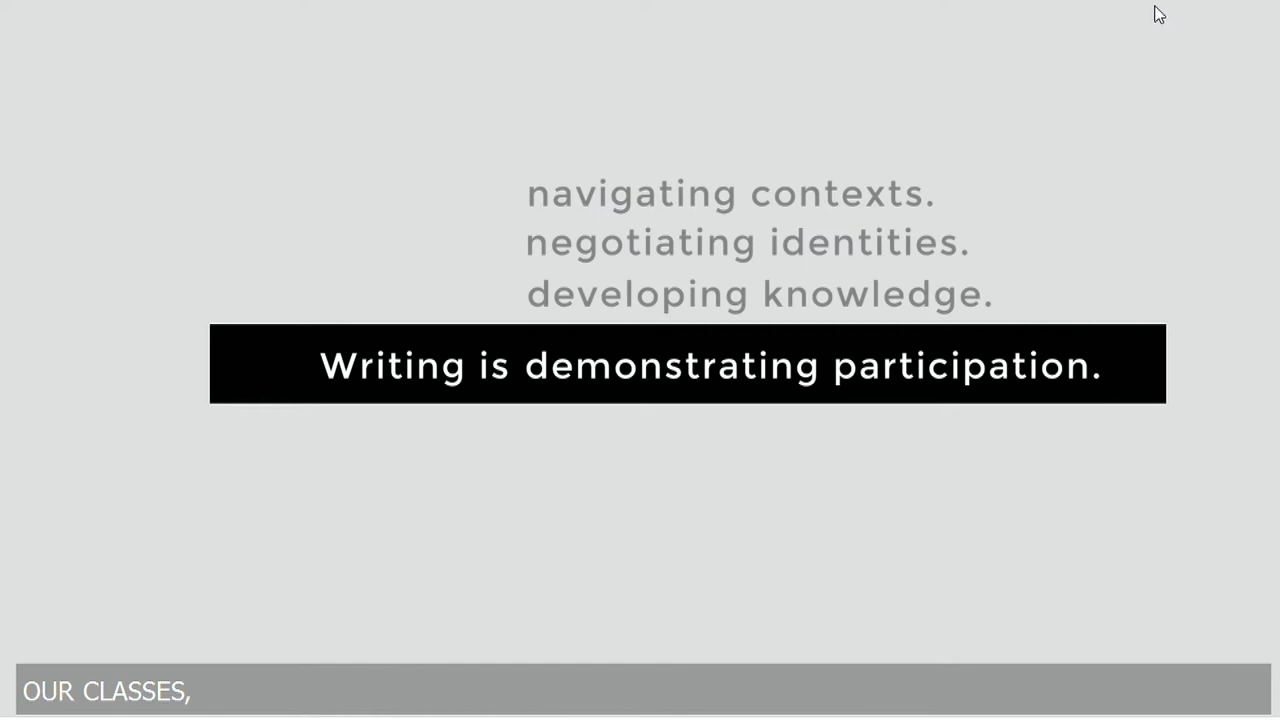 navigating contexts.
negotiating identities.
developing knowledge.
Writing is demonstrating participation.
OUR CLASSES,